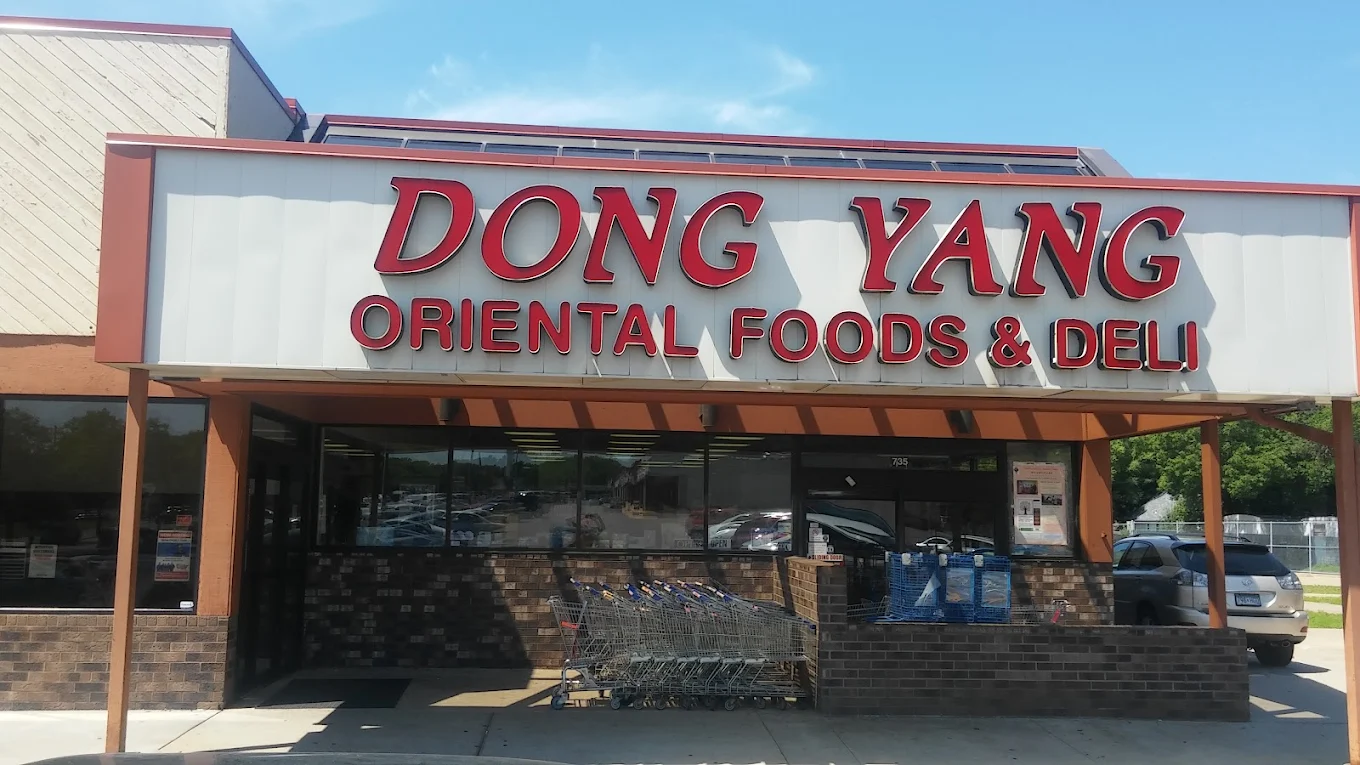 DONG YANG
ORIENTAL FOODS & DELI
735